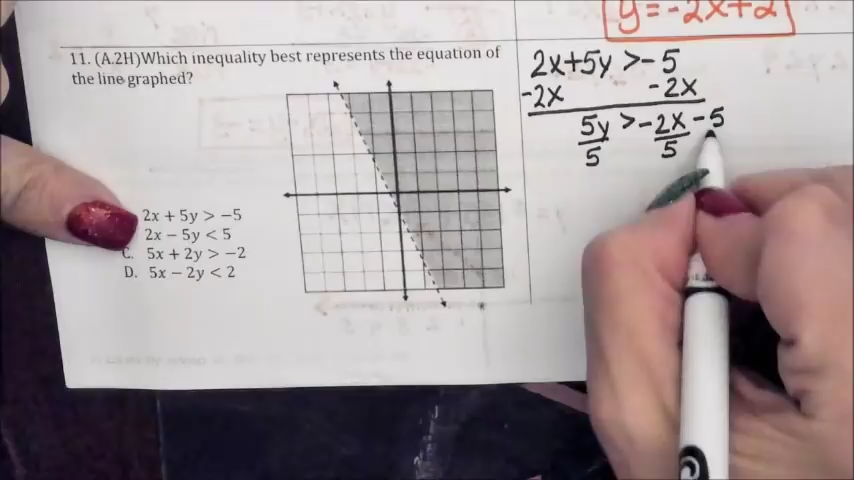 y = -2x+2
11. (A.2H)Which inequality best represents the equation of
the line graphed?
2x + 5y > −5
2x − 5y < 5
C. 5x + 2y > −2
D. 5x − 2y < 2
2x+5y >-5
-2x -2x
5y >-2x -5
5 5